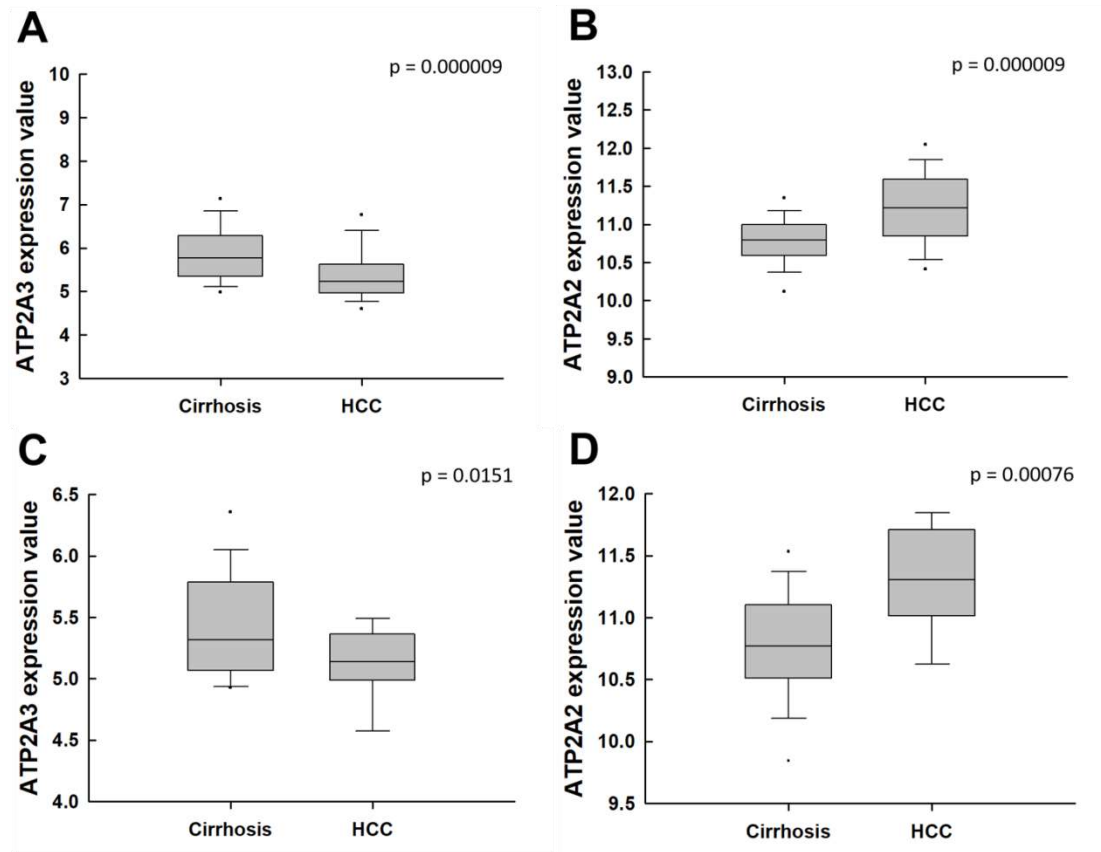 A
p = 0.000009
ATP2A3 expression value
10
9
8
7
6
5
4
3
Cirrhosis
HCC
B
p = 0.000009
ATP2A2 expression value
13.0
12.5
12.0
11.5
11.0
10.5
10.0
9.5
9.0
Cirrhosis
HCC
C
p = 0.0151
ATP2A3 expression value
6.5
6.0
5.5
5.0
4.5
4.0
Cirrhosis
HCC
D
p = 0.00076
ATP2A2 expression value
12.0
11.5
11.0
10.5
10.0
9.5
Cirrhosis
HCC